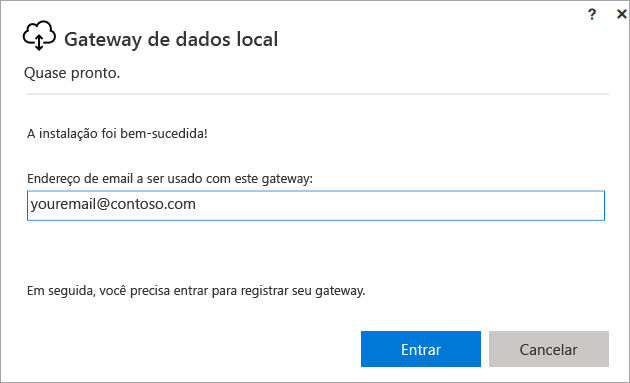 ? ×
Gateway de dados local
Quase pronto.
A instalação foi bem-sucedida!
Endereço de email a ser usado com este gateway:
youremail@contoso.com
Em seguida, você precisa entrar para registrar seu gateway.
Entrar Cancelar